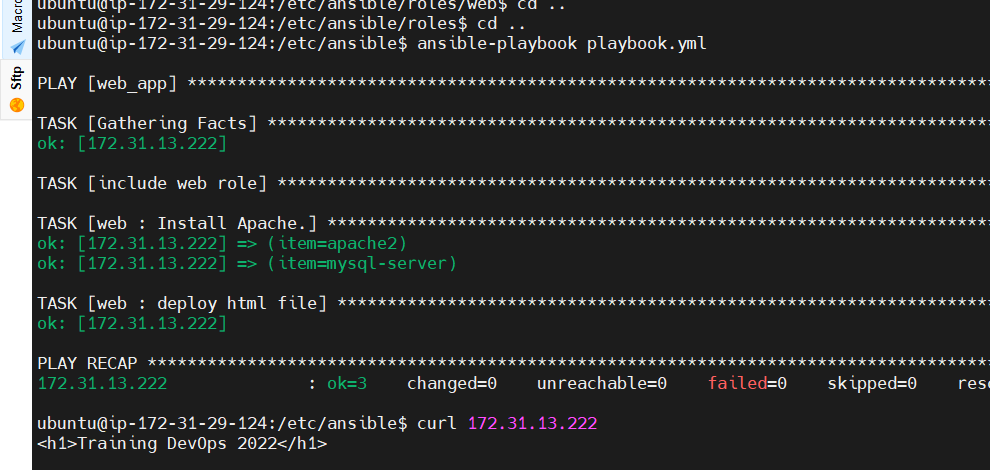 Macro
Sftp
ubuntu@ip-172-31-29-124:/etc/ansible/roles/web$ cd ..
ubuntu@ip-172-31-29-124:/etc/ansible/roles$ cd ..
ubuntu@ip-172-31-29-124:/etc/ansible$ ansible-playbook playbook.yml
PLAY [web_app] *********************************************************************************
TASK [Gathering Facts] *************************************************************************
ok: [172.31.13.222]
TASK [include web role] ************************************************************************
TASK [web : Install Apache.] *******************************************************************
ok: [172.31.13.222] => (item=apache2)
ok: [172.31.13.222] => (item=mysql-server)
TASK [web : deploy html file] ******************************************************************
ok: [172.31.13.222]
PLAY RECAP *************************************************************************************
172.31.13.222              : ok=3    changed=0    unreachable=0    failed=0    skipped=0    resc
ubuntu@ip-172-31-29-124:/etc/ansible$ curl 172.31.13.222
<h1>Training DevOps 2022</h1>